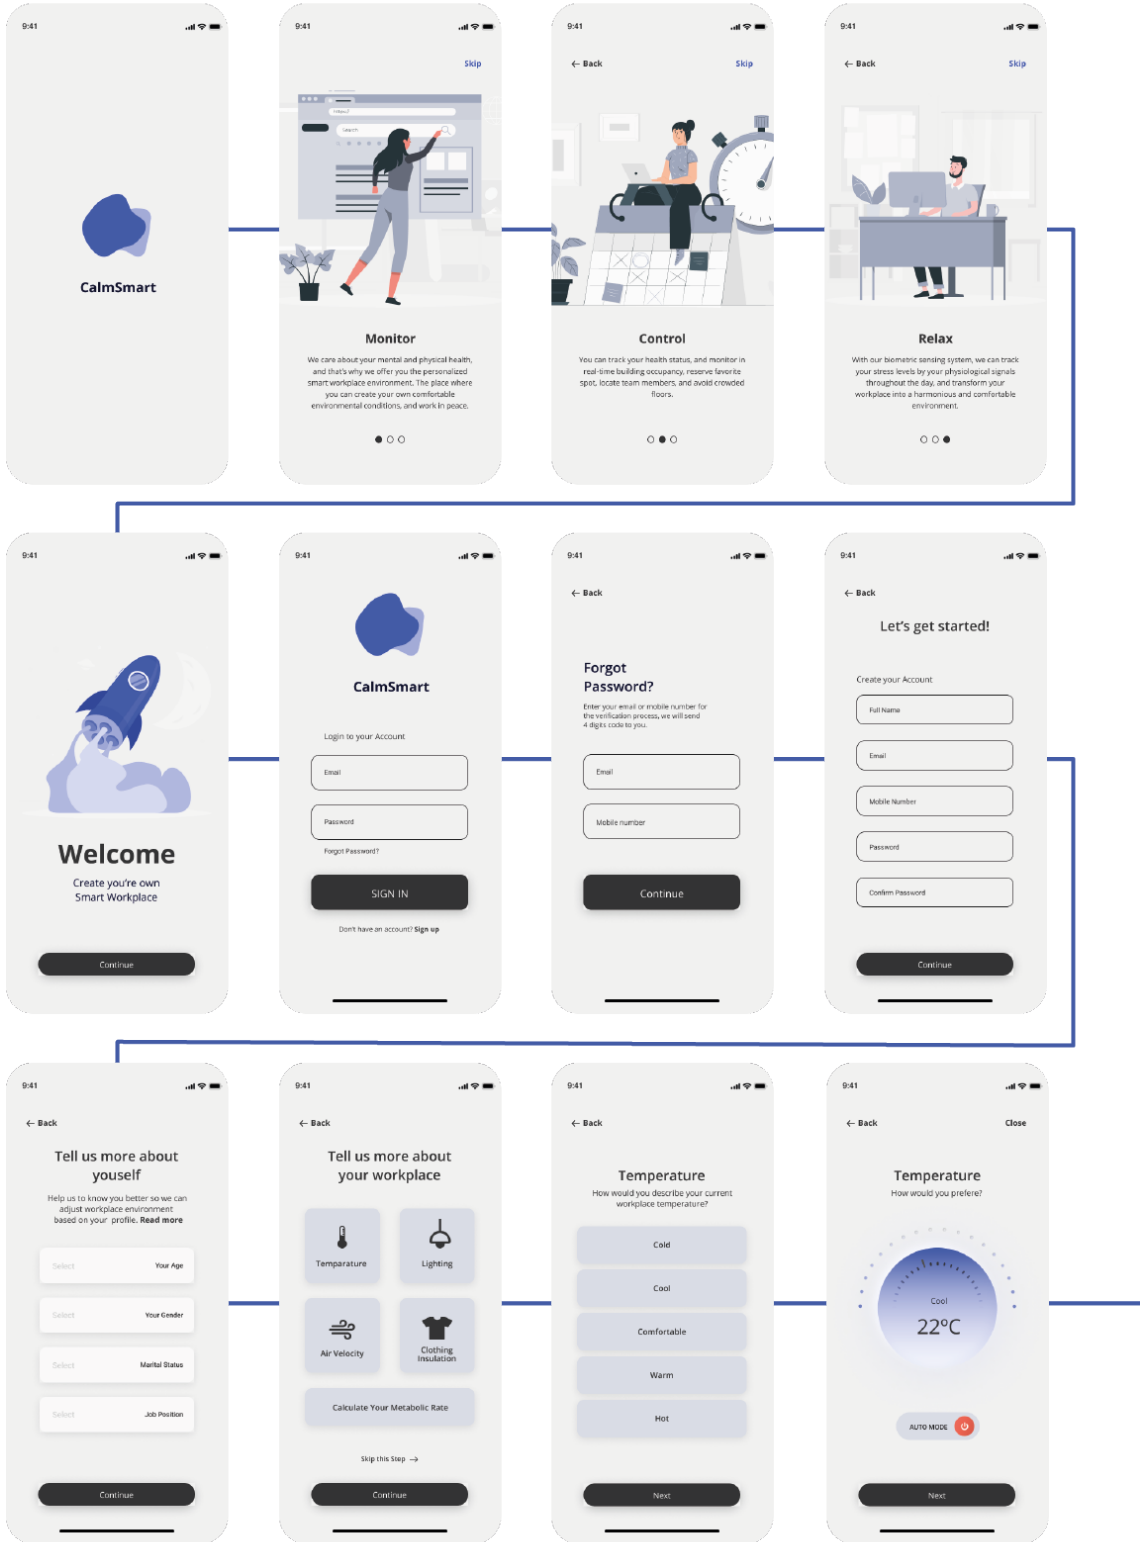 9:41
CalmSmart
9:41
Skip
https://
Search
Monitor
We care about your mental and physical health,
and that's why we offer you the personalized
smart workplace environment. The place where
you can create your own comfortable
environmental conditions, and work in peace.
9:41
← Back
Skip
Control
You can track your health status, and monitor in
real-time building occupancy, reserve favorite
spot, locate team members, and avoid crowded
floors.
9:41
← Back
Skip
Relax
With our biometric sensing system, we can track
your stress levels by your physiological signals
throughout the day, and transform your
workplace into a harmonious and comfortable
environment.
9:41
Welcome
Create you're own
Smart Workplace
Continue
9:41
CalmSmart
Login to your Account
Email
Password
Forgot Password?
SIGN IN
Don't have an account? Sign up
9:41
← Back
Forgot
Password?
Enter your email or mobile number for
the verification process, we will send
4 digits code to you.
Email
Mobile number
Continue
9:41
← Back
Let's get started!
Create your Account
Full Name
Email
Mobile Number
Password
Confirm Password
Continue
9:41
← Back
Tell us more about
youself
Help us to know you better so we can
adjust workplace environment
based on your profile. Read more
Select Your Age
Select Your Gender
Select Marital Status
Select Job Position
Continue
9:41
← Back
Tell us more about
your workplace
Temparature
Lighting
Air Velocity
Clothing
Insulation
Calculate Your Metabolic Rate
Skip this Step →
Continue
9:41
← Back
Temperature
How would you describe your current
workplace temperature?
Cold
Cool
Comfortable
Warm
Hot
Next
9:41
← Back
Close
Temperature
How would you prefere?
Cool
22°C
AUTO MODE
Next